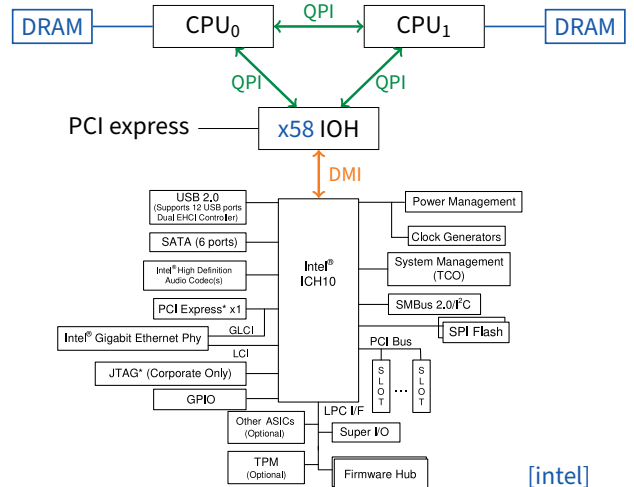 DRAM
CPU0
QPI
CPU1
DRAM
QPI
QPI
PCI express
x58 IOH
DMI
USB 2.0
(Supports 12 USB ports
Dual EHCI Controller)
SATA (6 ports)
Intel® High Definition
Audio Codec(s)
PCI Express* x1
GLCI
Intel® Gigabit Ethernet Phy
LCI
JTAG* (Corporate Only)
GPIO
Intel®
ICH10
Power Management
Clock Generators
System Management
(TCO)
SMBus 2.0/I²C
SPI Flash
PCI Bus
SLOT
...
SLOT
LPC I/F
Other ASICs
(Optional)
Super I/O
TPM
(Optional)
Firmware Hub
[intel]